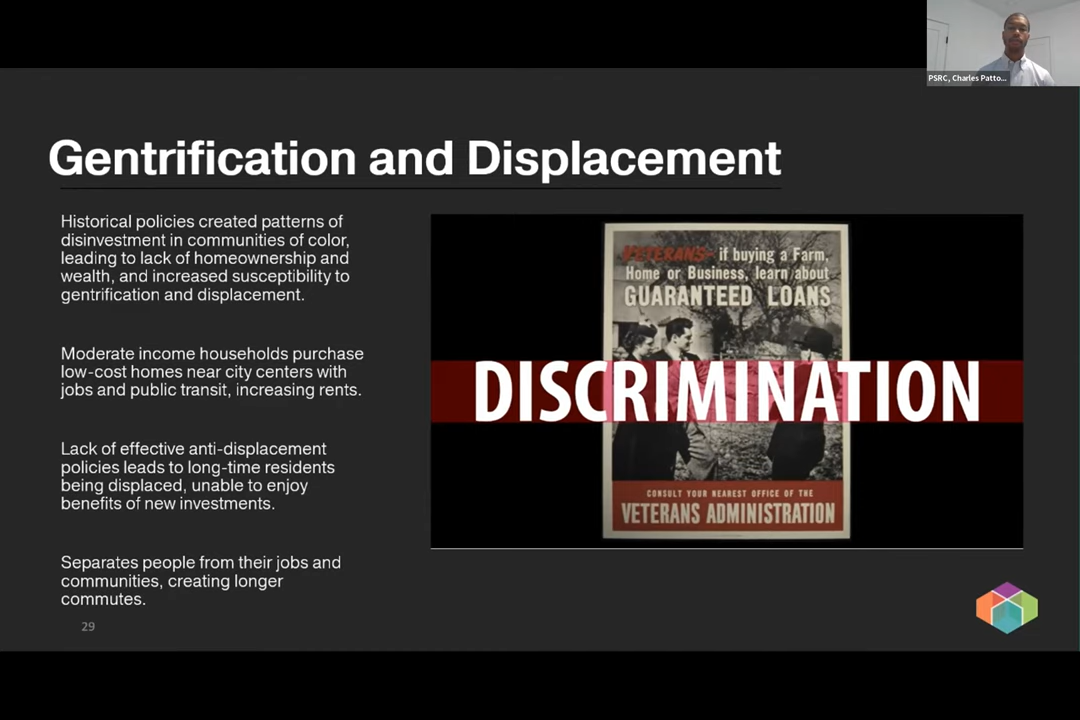 PSRC, Charles Patto...
Gentrification and Displacement
Historical policies created patterns of
disinvestment in communities of color,
leading to lack of homeownership and
wealth, and increased susceptibility to
gentrification and displacement.
Moderate income households purchase
low-cost homes near city centers with
jobs and public transit, increasing rents.
Lack of effective anti-displacement
policies leads to long-time residents
being displaced, unable to enjoy
benefits of new investments.
Separates people from their jobs and
communities, creating longer
commutes.
29
VETERANS- if buying a Farm,
Home or Business, learn about
GUARANTEED LOANS
DISCRIMINATION
CONSULT YOUR NEAREST OFFICE OF THE
VETERANS ADMINISTRATION